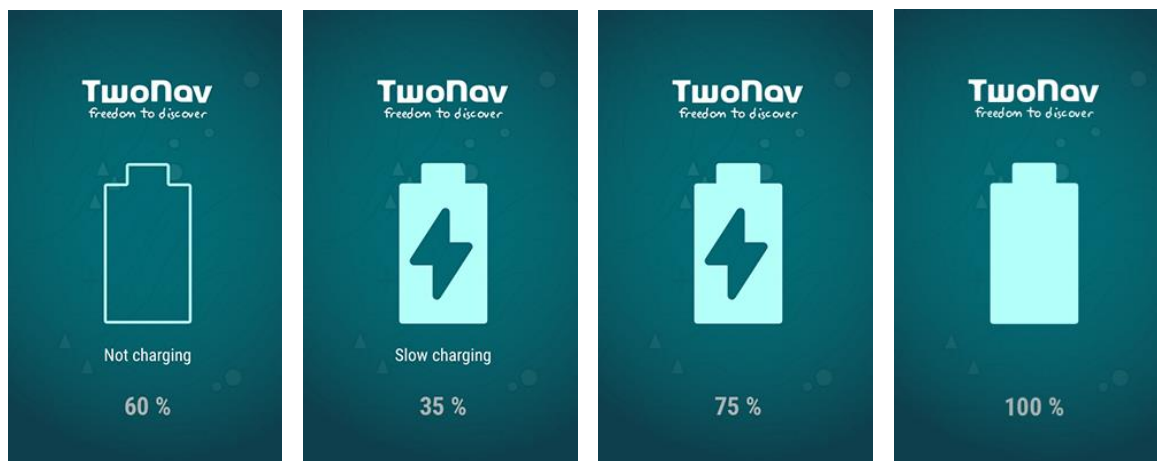 TwoNav
freedom to discover
Not charging
60 %
TwoNav
freedom to discover
Slow charging
35 %
TwoNav
freedom to discover
75 %
TwoNav
freedom to discover
100 %